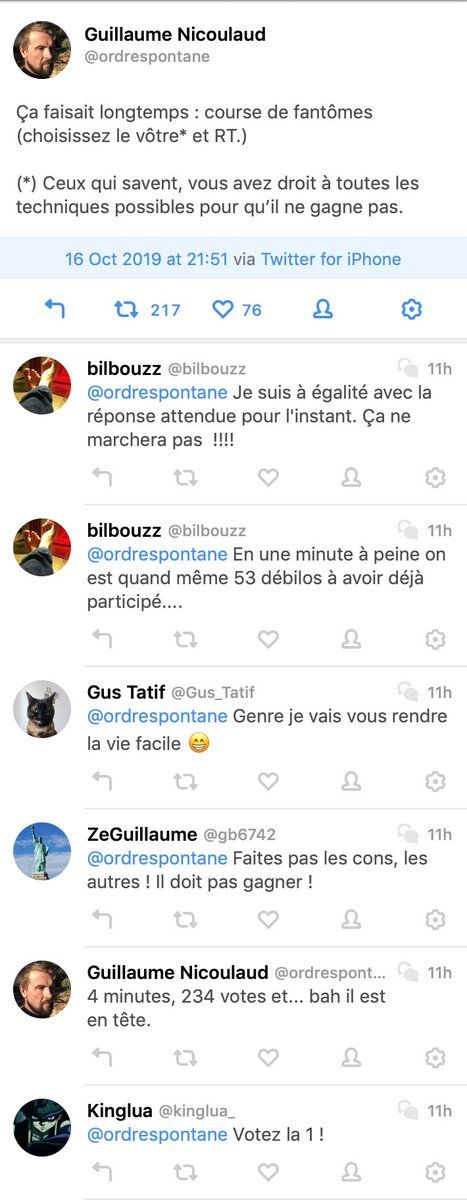 Guillaume Nicoulaud
@ordrespontane
Ça faisait longtemps : course de fantômes
(choisissez le vôtre* et RT.)
(*) Ceux qui savent, vous avez droit à toutes les
techniques possibles pour qu’il ne gagne pas.
16 Oct 2019 at 21:51 via Twitter for iPhone
217 76
bilbouzz @bilbouzz 11h
@ordrespontane Je suis à égalité avec la
réponse attendue pour l'instant. Ça ne
marchera pas !!!!
bilbouzz @bilbouzz 11h
@ordrespontane En une minute à peine on
est quand même 53 débilos à avoir déjà
participé....
Gus Tatif @Gus_Tatif 11h
@ordrespontane Genre je vais vous rendre
la vie facile 😁
ZeGuillaume @gb6742 11h
@ordrespontane Faites pas les cons, les
autres ! Il doit pas gagner !
Guillaume Nicoulaud @ordrespont... 11h
4 minutes, 234 votes et... bah il est
en tête.
Kinglua @kinglua_ 11h
@ordrespontane Votez la 1 !